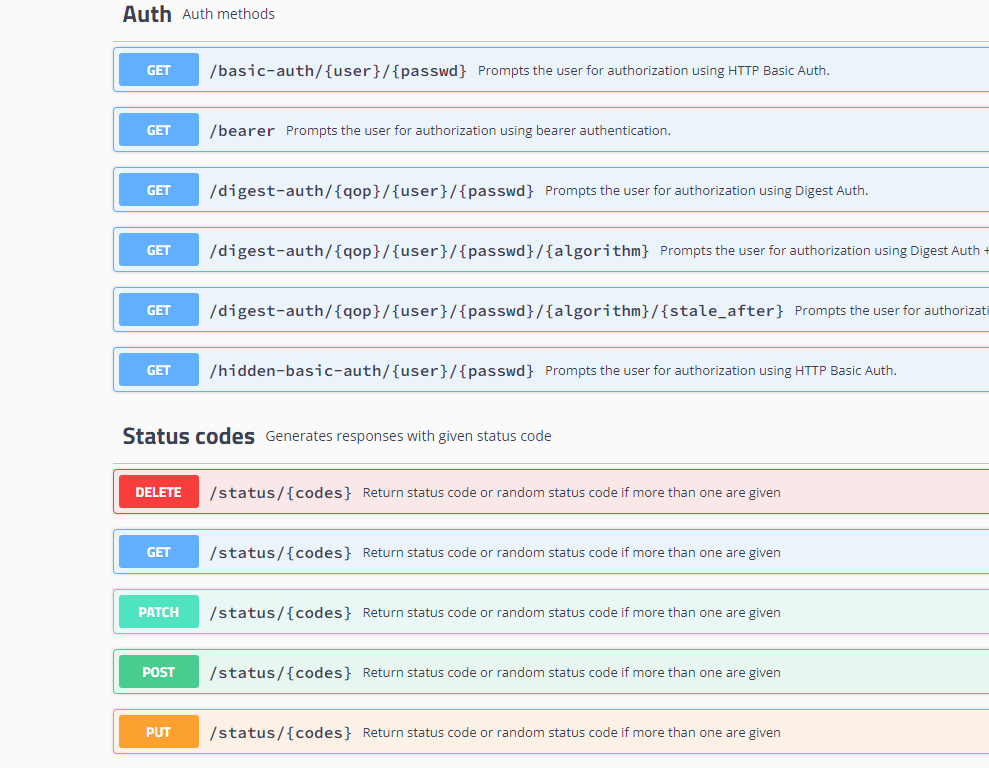 Auth Auth methods
GET /basic-auth/{user}/{passwd} Prompts the user for authorization using HTTP Basic Auth.
GET /bearer Prompts the user for authorization using bearer authentication.
GET /digest-auth/{qop}/{user}/{passwd} Prompts the user for authorization using Digest Auth.
GET /digest-auth/{qop}/{user}/{passwd}/{algorithm} Prompts the user for authorization using Digest Auth +
GET /digest-auth/{qop}/{user}/{passwd}/{algorithm}/{stale_after} Prompts the user for
GET /hidden-basic-auth/{user}/{passwd} Prompts the user for authorization using HTTP Basic Auth.
Status codes Generates responses with given status code
DELETE /status/{codes} Return status code or random status code if more than one are given
GET /status/{codes} Return status code or random status code if more than one are given
PATCH /status/{codes} Return status code or random status code if more than one are given
POST /status/{codes} Return status code or random status code if more than one are given
PUT /status/{codes} Return status code or random status code if more than one are given